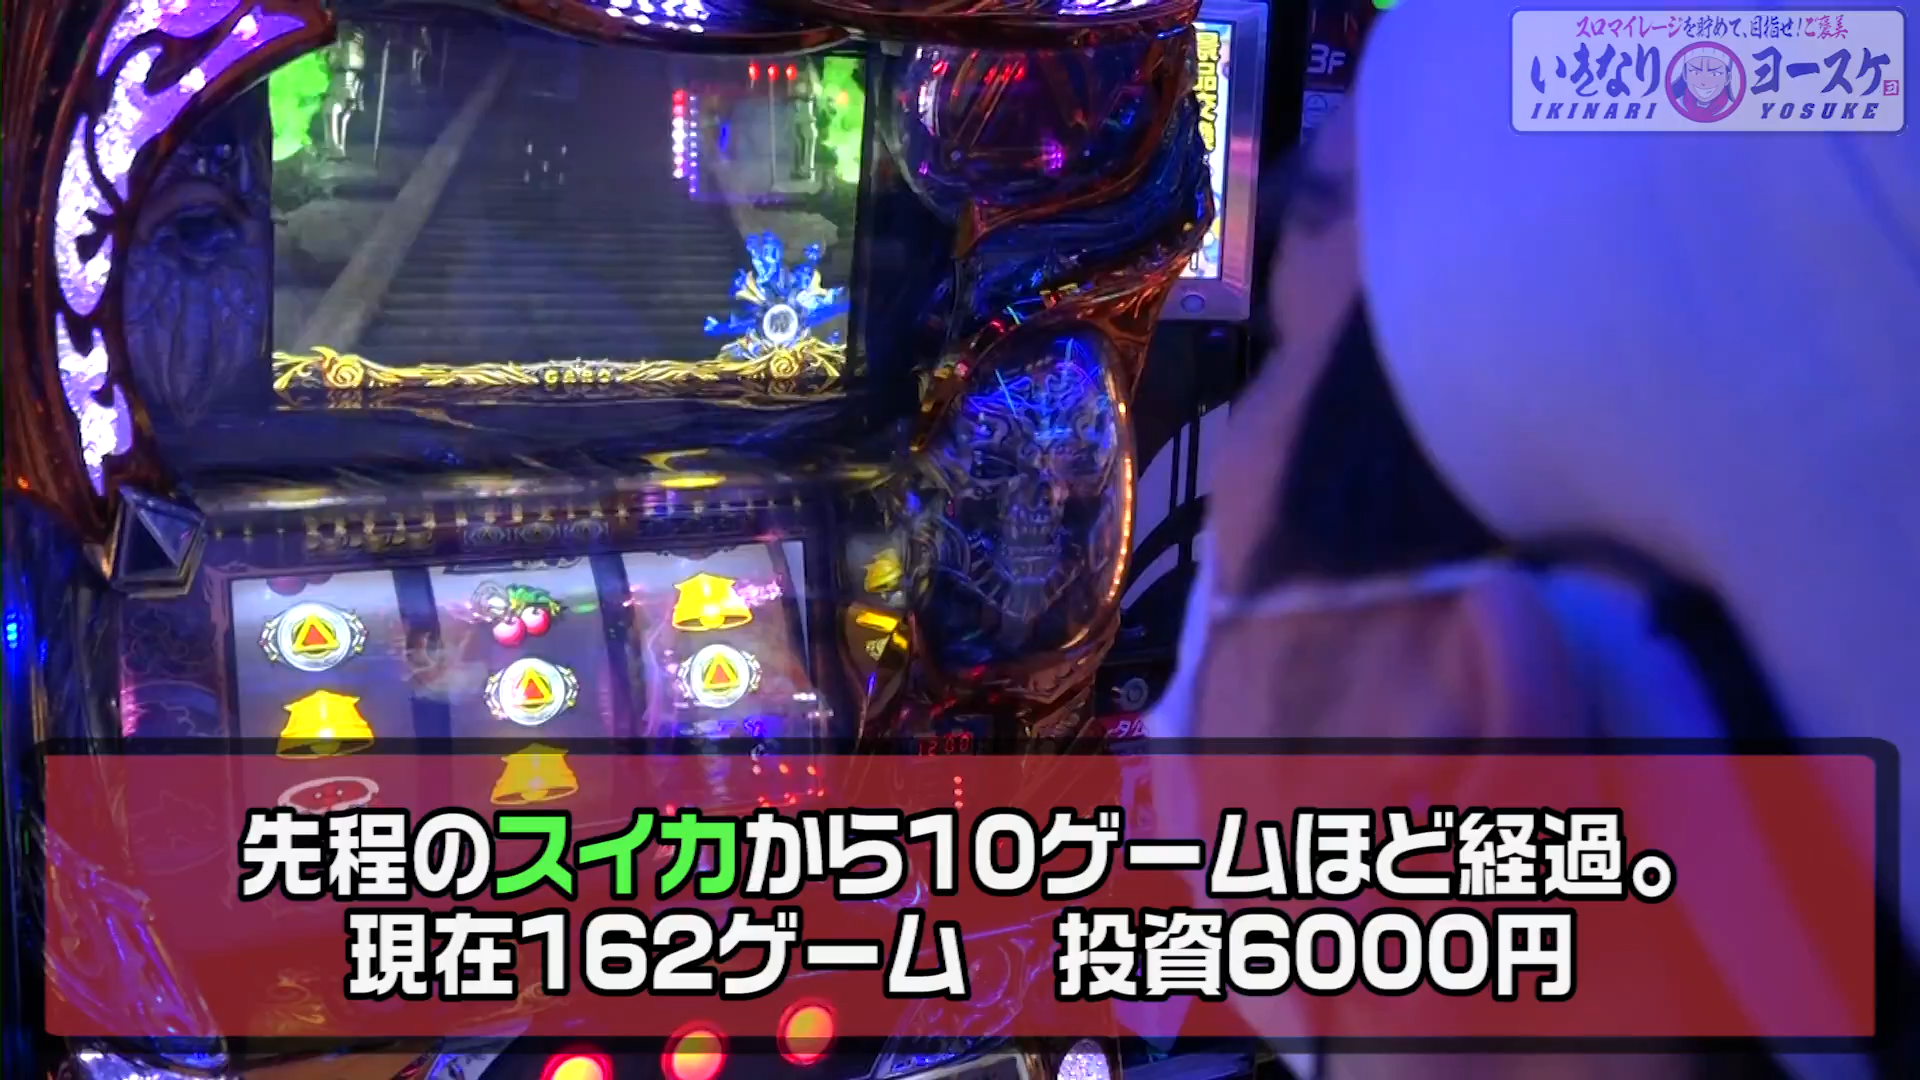 スロマイレージを貯めて、目指せ!ご褒美
いきなり ヨースケ
IKINARI YOSUKE
3F
GARO
先程のスイカから10ゲームほど経過。
現在162ゲーム 投資6000円